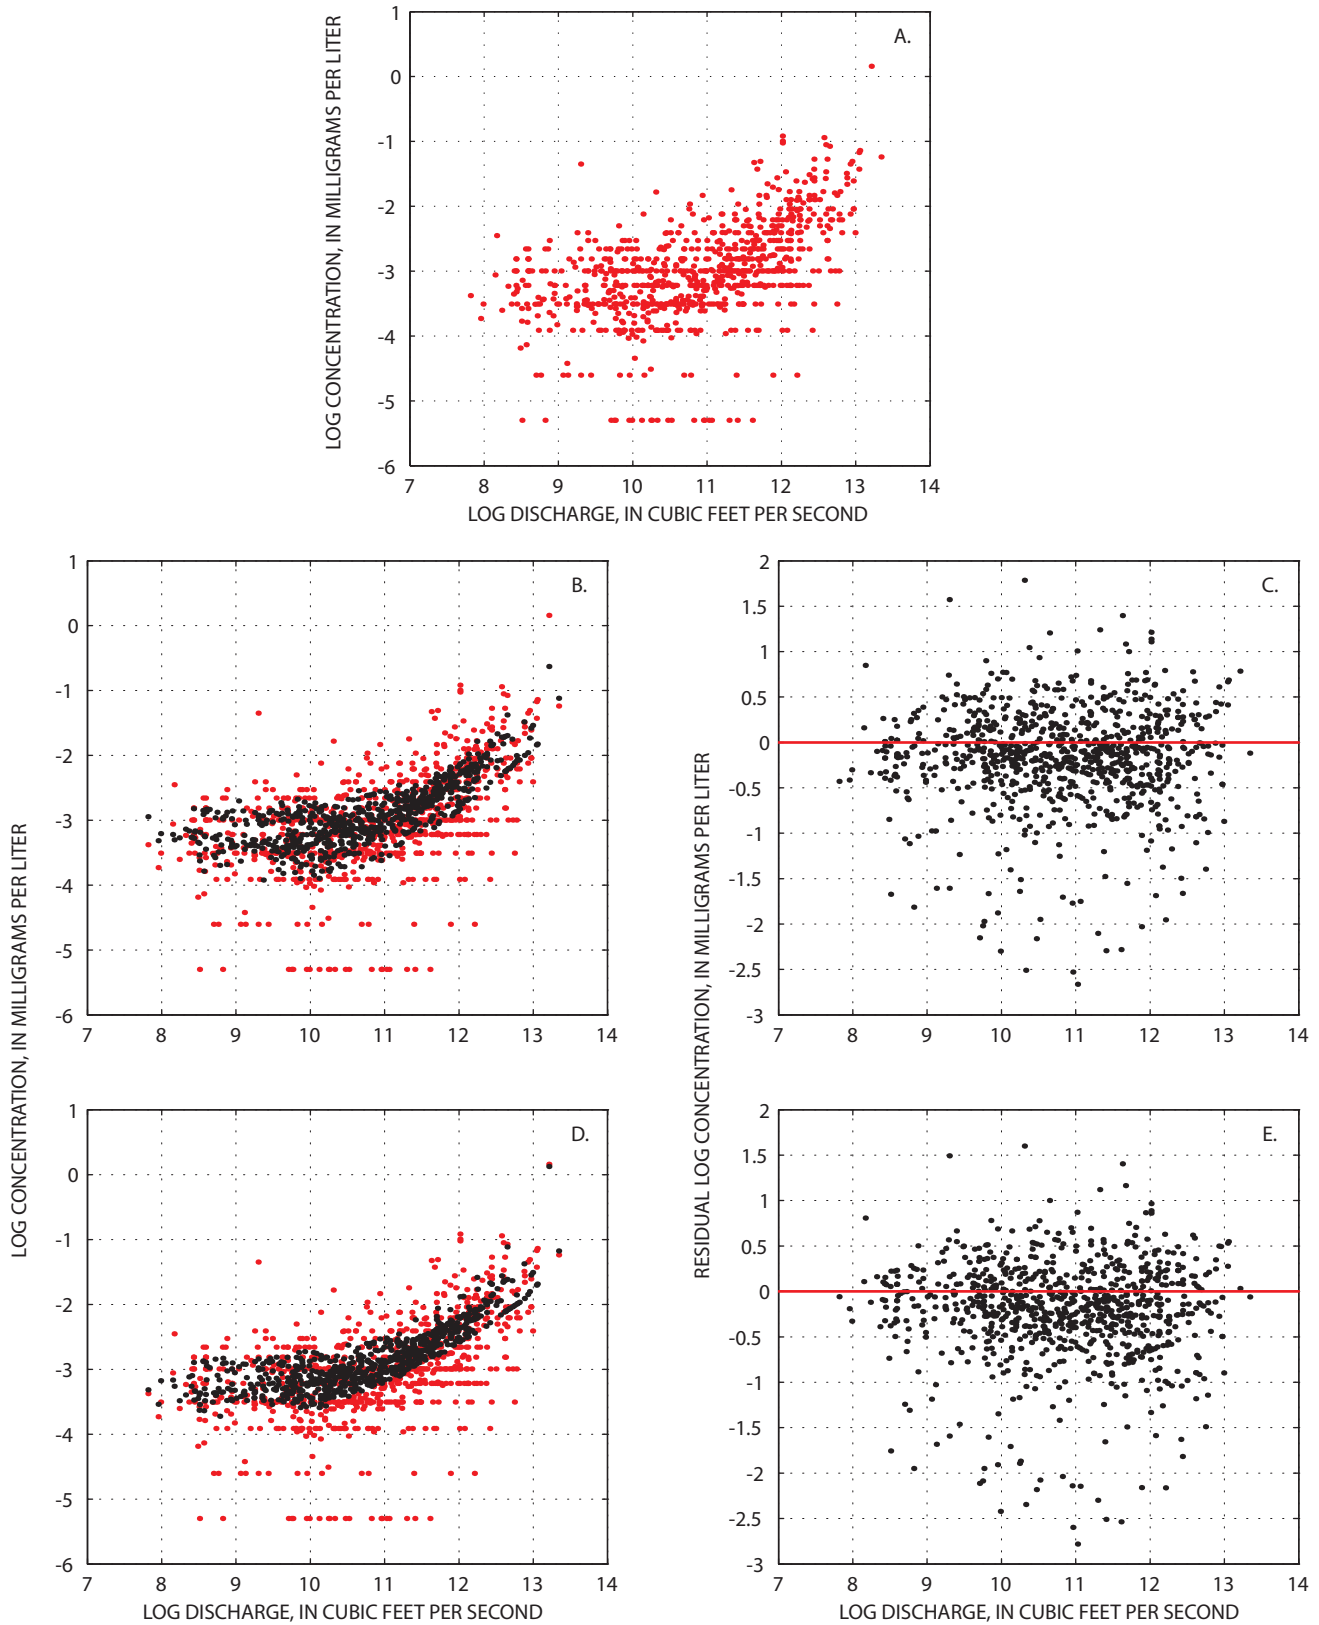 A.
LOG CONCENTRATION, IN MILLIGRAMS PER LITER
1
0
-1
-2
-3
-4
-5
-6
7 8 9 10 11 12 13 14
LOG DISCHARGE, IN CUBIC FEET PER SECOND
LOG CONCENTRATION, IN MILLIGRAMS PER LITER
B.
1
0
-1
-2
-3
-4
-5
-6
7 8 9 10 11 12 13 14
RESIDUAL LOG CONCENTRATION, IN MILLIGRAMS PER LITER
C.
2
1.5
1
0.5
0
-0.5
-1
-1.5
-2
-2.5
-3
7 8 9 10 11 12 13 14
D.
1
0
-1
-2
-3
-4
-5
-6
7 8 9 10 11 12 13 14
LOG DISCHARGE, IN CUBIC FEET PER SECOND
E.
2
1.5
1
0.5
0
-0.5
-1
-1.5
-2
-2.5
-3
7 8 9 10 11 12 13 14
LOG DISCHARGE, IN CUBIC FEET PER SECOND